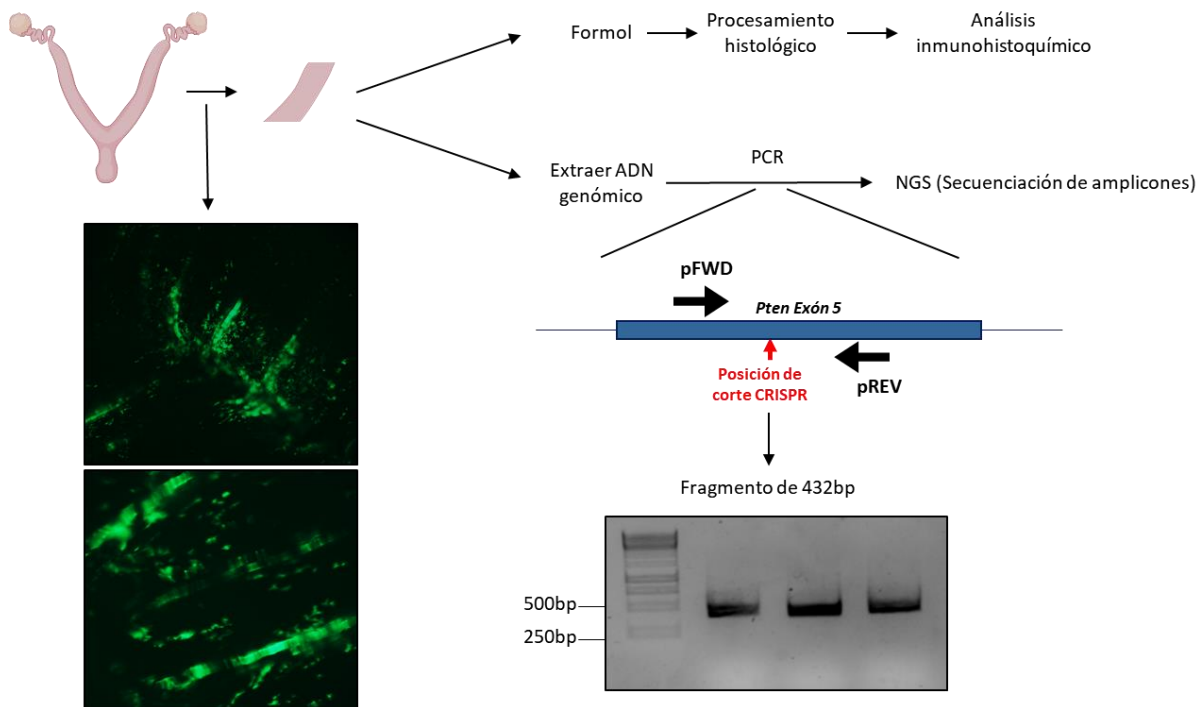 Formol
Procesamiento
histológico
Análisis
inmunohistoquímico
Extraer ADN
genómico
PCR
NGS (Secuenciación de amplicones)
pFWD
Pten Exón 5
Posición de
corte CRISPR
pREV
Fragmento de 432bp
500bp
250bp